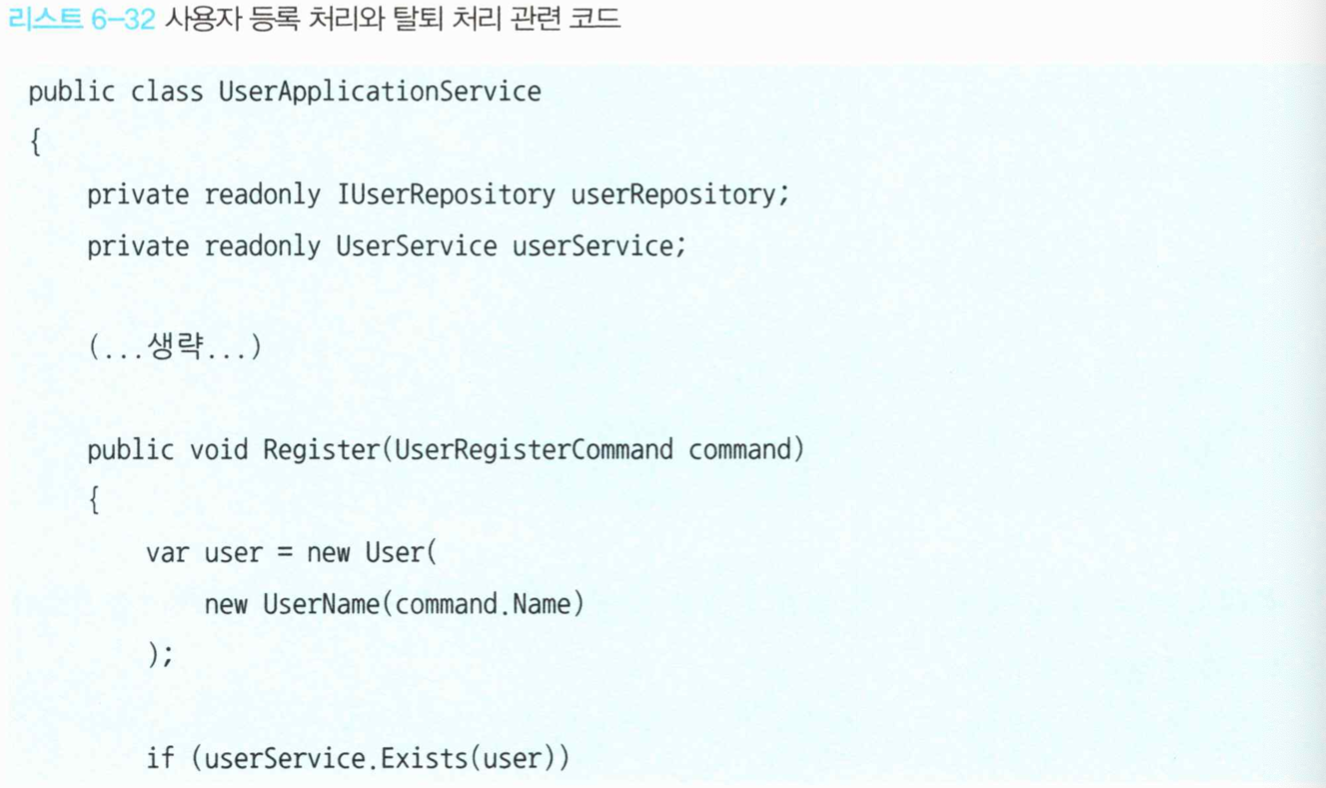 리스트 6-32 사용자 등록 처리와 탈퇴 처리 관련 코드
public class UserApplicationService
{
    private readonly IUserRepository userRepository;
    private readonly UserService userService;
    (...생략...)
    public void Register(UserRegisterCommand command)
    {
        var user = new User(
            new UserName(command.Name)
        );
        if (userService.Exists(user))